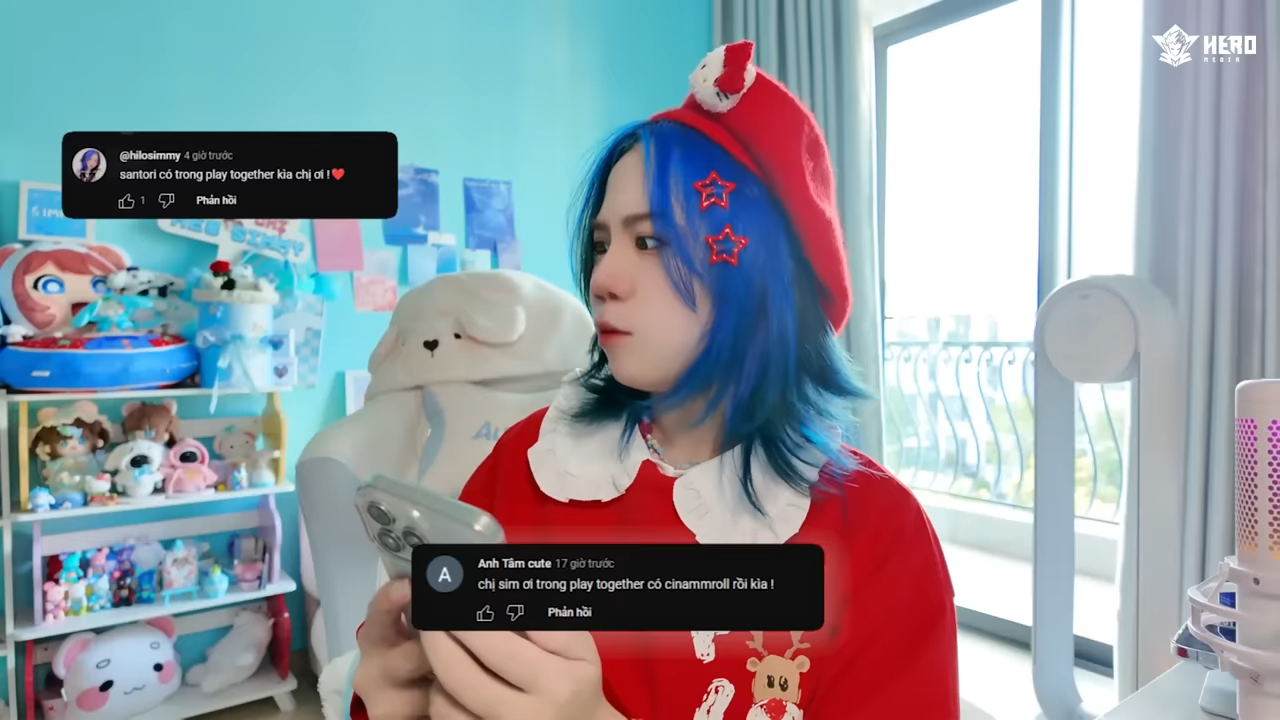 HERO
MEDIA
@hilosimmy 4 giờ trước
santori có trong play together kìa chị ơi !❤️
1 Phản hồi
A
Anh Tâm cute 17 giờ trước
chị sim ơi trong play together có cinammroll rồi kìa !
Phản hồi